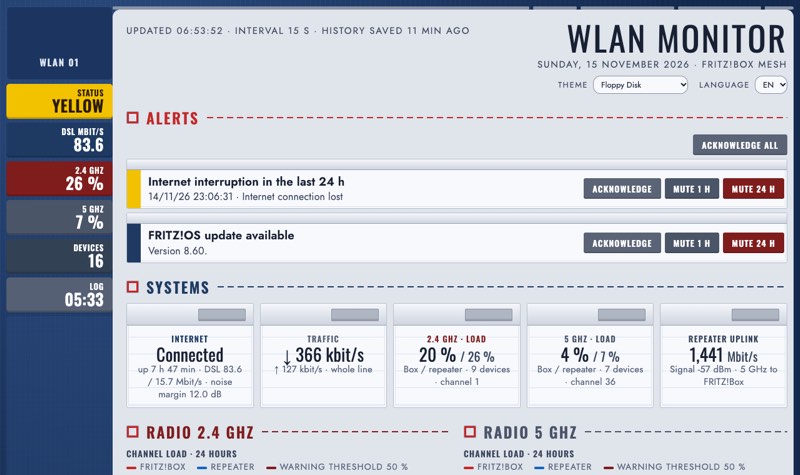 UPDATED 06:53:52 · INTERVAL 15 S · HISTORY SAVED 11 MIN AGO
WLAN MONITOR
SUNDAY, 15 NOVEMBER 2026 · FRITZ!BOX MESH
THEME Floppy Disk LANGUAGE EN
WLAN 01
STATUS
YELLOW
DSL MBIT/S
83.6
2.4 GHZ
26 %
5 GHZ
7 %
DEVICES
16
LOG
05:33
ALERTS
ACKNOWLEDGE ALL
Internet interruption in the last 24 h
14/11/26 23:06:31 · Internet connection lost
ACKNOWLEDGE MUTE 1 H MUTE 24 H
FRITZ!OS update available
Version 8.60.
ACKNOWLEDGE MUTE 1 H MUTE 24 H
SYSTEMS
INTERNET
Connected
up 7 h 47 min · DSL 83.6
/ 15.7 Mbit/s · noise
margin 12.0 dB
TRAFFIC
↓ 366 kbit/s
↑ 127 kbit/s · whole line
2.4 GHZ · LOAD
20 % / 26 %
Box / repeater · 9 devices
· channel 1
5 GHZ · LOAD
4 % / 7 %
Box / repeater · 7 devices
· channel 36
REPEATER UPLINK
1,441 Mbit/s
Signal -57 dBm · 5 GHz to
FRITZ!Box
RADIO 2.4 GHZ
CHANNEL LOAD · 24 HOURS
FRITZ!BOX REPEATER WARNING THRESHOLD 50 %
RADIO 5 GHZ
CHANNEL LOAD · 24 HOURS
FRITZ!BOX REPEATER WARNING THRESHOLD 50 %